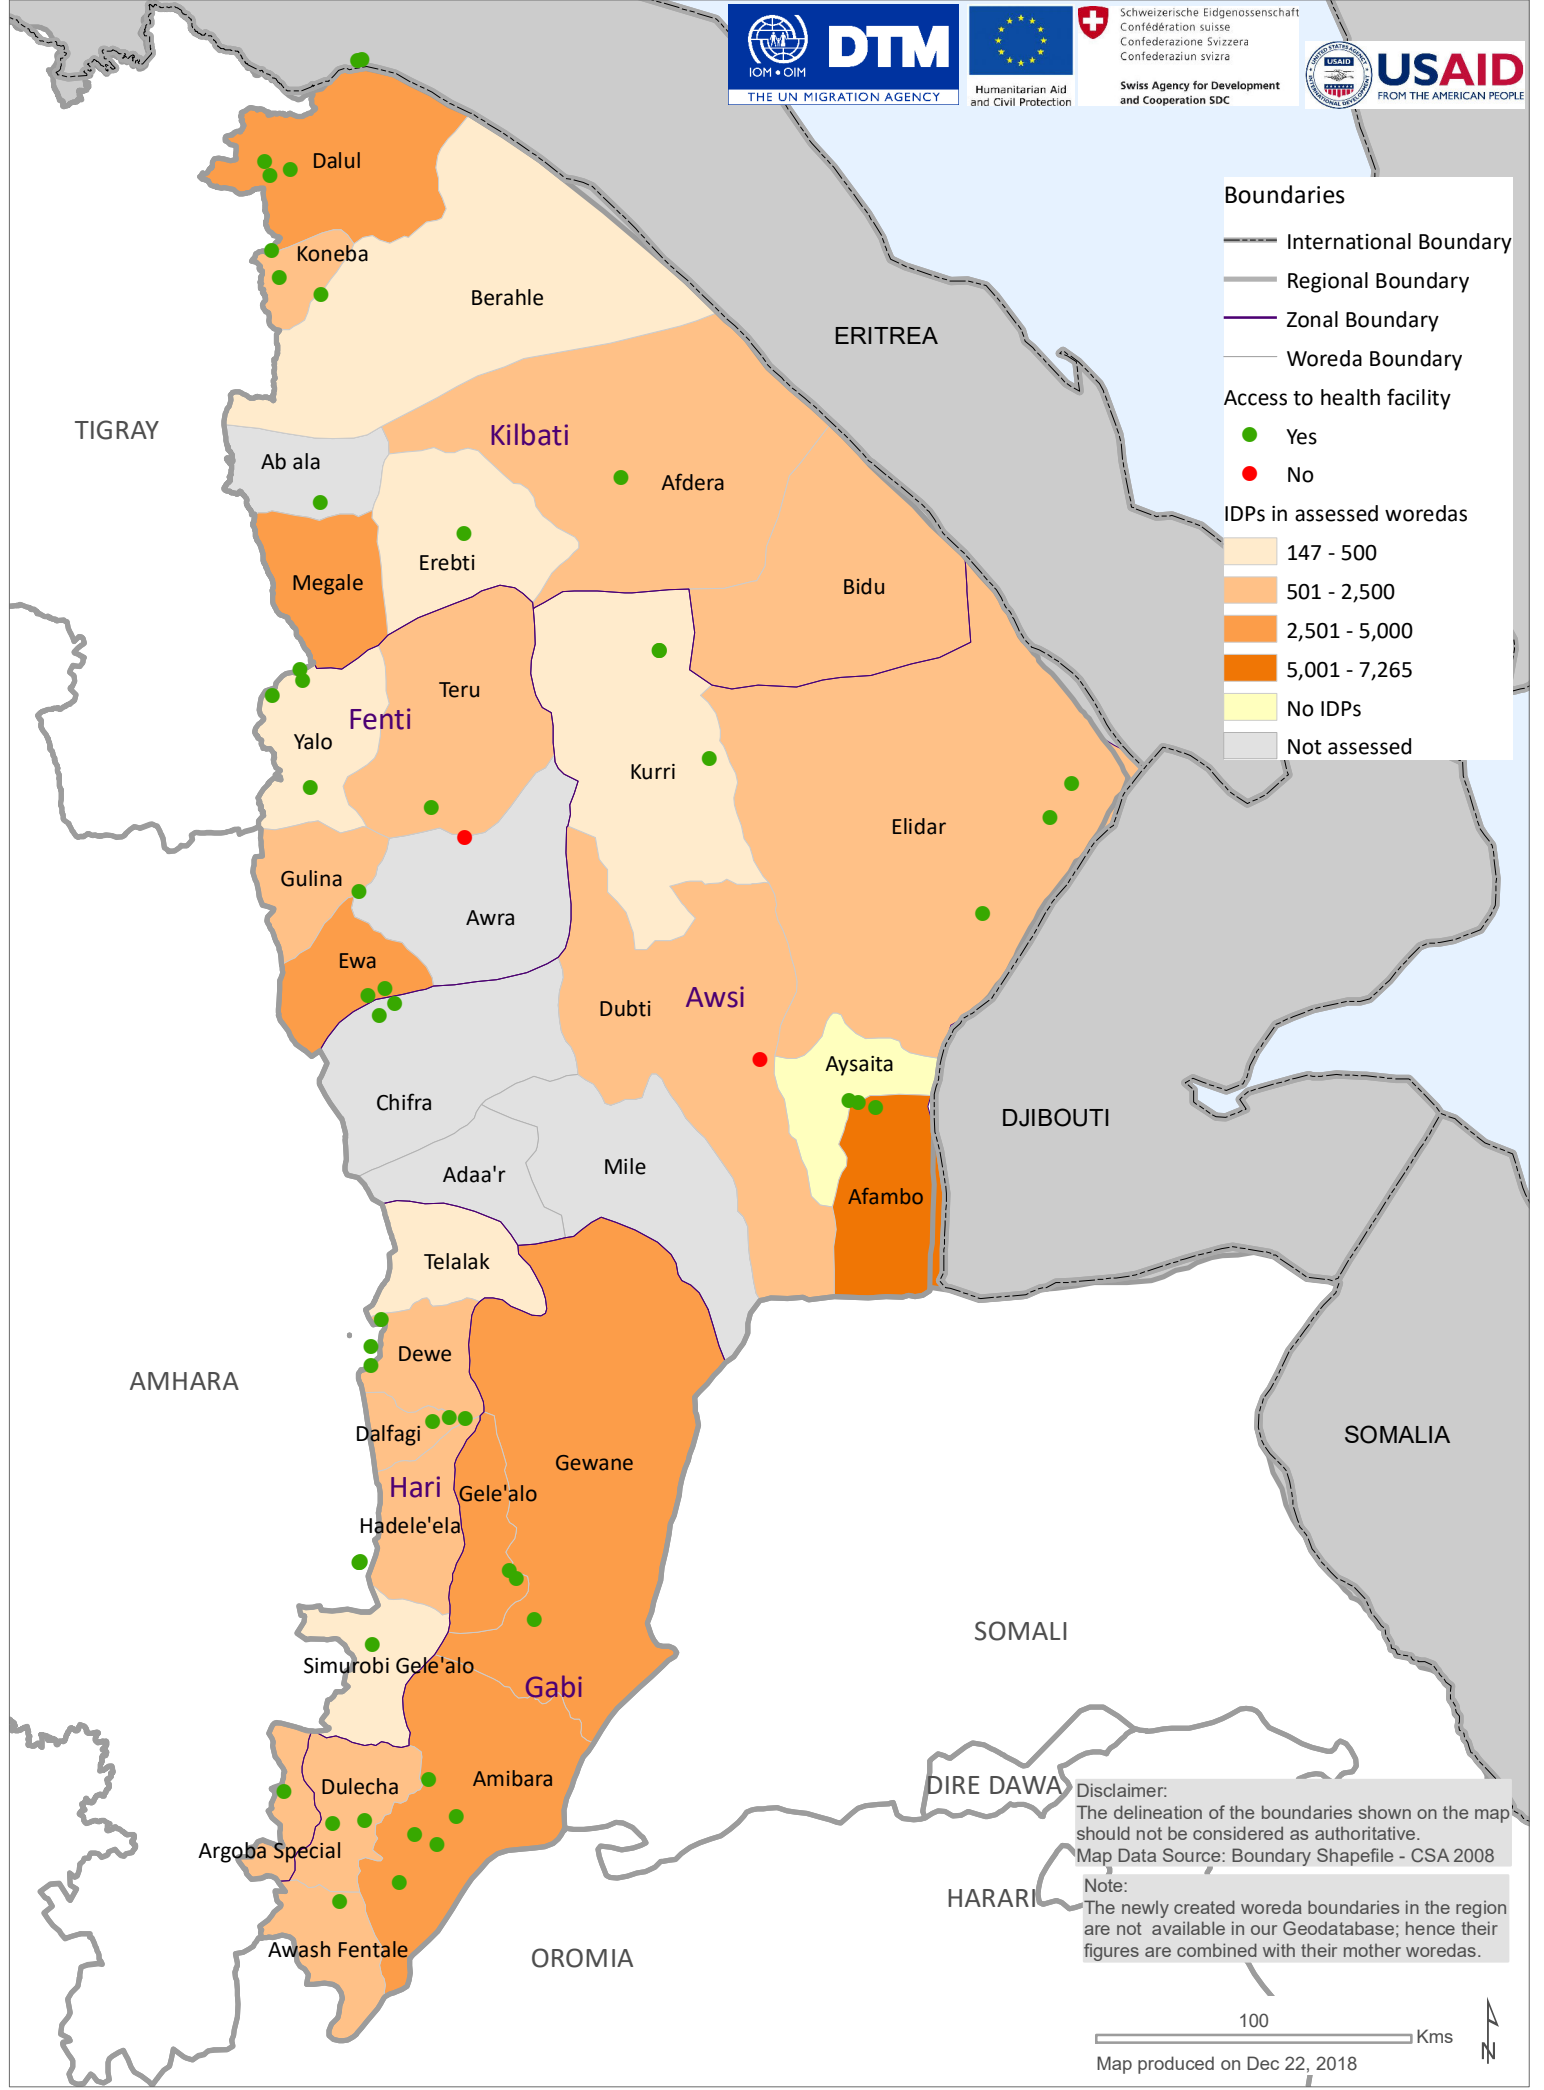 IOM • OIM
DTM
THE UN MIGRATION AGENCY
Humanitarian Aid
and Civil Protection
Schweizerische Eidgenossenschaft
Confédération suisse
Confederazione Svizzera
Confederaziun svizra
Swiss Agency for Development
and Cooperation SDC
USAID
USAID
FROM THE AMERICAN PEOPLE
Boundaries
International Boundary
Regional Boundary
Zonal Boundary
Woreda Boundary
Access to health facility
Yes
No
IDPs in assessed woredas
147 - 500
501 - 2,500
2,501 - 5,000
5,001 - 7,265
No IDPs
Not assessed
Dalul
Koneba
Berahle
ERITREA
TIGRAY
Kilbati
Ab ala
Afdera
Erebti
Megale
Bidu
Teru
Fenti
Yalo
Kurri
Elidar
Gulina
Awra
Ewa
Dubti
Awsi
Aysaita
Chifra
DJIBOUTI
Adaa'r
Mile
Afambo
Telalak
Dewe
AMHARA
Dalfagi
SOMALIA
Gewane
Hari
Gele'alo
Hadele'ela
SOMALI
Simurobi Gele'alo
Gabi
Amibara
Dulecha
DIRE DAWA
Argoba Special
HARARI
Awash Fentale
OROMIA
Disclaimer:
The delineation of the boundaries shown on the map
should not be considered as authoritative.
Map Data Source: Boundary Shapefile - CSA 2008
Note:
The newly created woreda boundaries in the region
are not available in our Geodatabase; hence their
figures are combined with their mother woredas.
100
Kms
N
Map produced on Dec 22, 2018